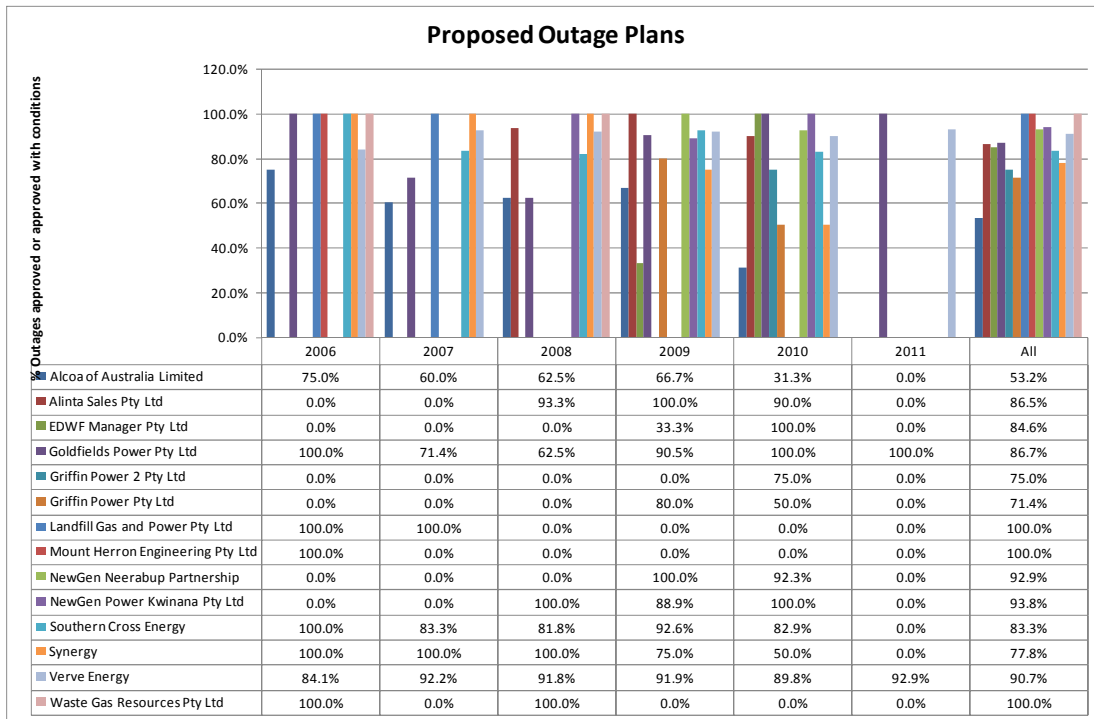 Proposed Outage Plans
% Outages approved or approved with conditions
120.0%
100.0%
80.0%
60.0%
40.0%
20.0%
0.0%
2006 2007 2008 2009 2010 2011 All
Alcoa of Australia Limited 75.0% 60.0% 62.5% 66.7% 31.3% 0.0% 53.2%
Alinta Sales Pty Ltd 0.0% 0.0% 93.3% 100.0% 90.0% 0.0% 86.5%
EDWF Manager Pty Ltd 0.0% 0.0% 0.0% 33.3% 100.0% 0.0% 84.6%
Goldfields Power Pty Ltd 100.0% 71.4% 62.5% 90.5% 100.0% 100.0% 86.7%
Griffin Power 2 Pty Ltd 0.0% 0.0% 0.0% 0.0% 75.0% 0.0% 75.0%
Griffin Power Pty Ltd 0.0% 0.0% 0.0% 80.0% 50.0% 0.0% 71.4%
Landfill Gas and Power Pty Ltd 100.0% 100.0% 0.0% 0.0% 0.0% 0.0% 100.0%
Mount Herron Engineering Pty Ltd 100.0% 0.0% 0.0% 0.0% 0.0% 0.0% 100.0%
NewGen Neerabup Partnership 0.0% 0.0% 0.0% 100.0% 92.3% 0.0% 92.9%
NewGen Power Kwinana Pty Ltd 0.0% 0.0% 100.0% 88.9% 100.0% 0.0% 93.8%
Southern Cross Energy 100.0% 83.3% 81.8% 92.6% 82.9% 0.0% 83.3%
Synergy 100.0% 100.0% 100.0% 75.0% 50.0% 0.0% 77.8%
Verve Energy 84.1% 92.2% 91.8% 91.9% 89.8% 92.9% 90.7%
Waste Gas Resources Pty Ltd 100.0% 0.0% 100.0% 0.0% 0.0% 0.0% 100.0%